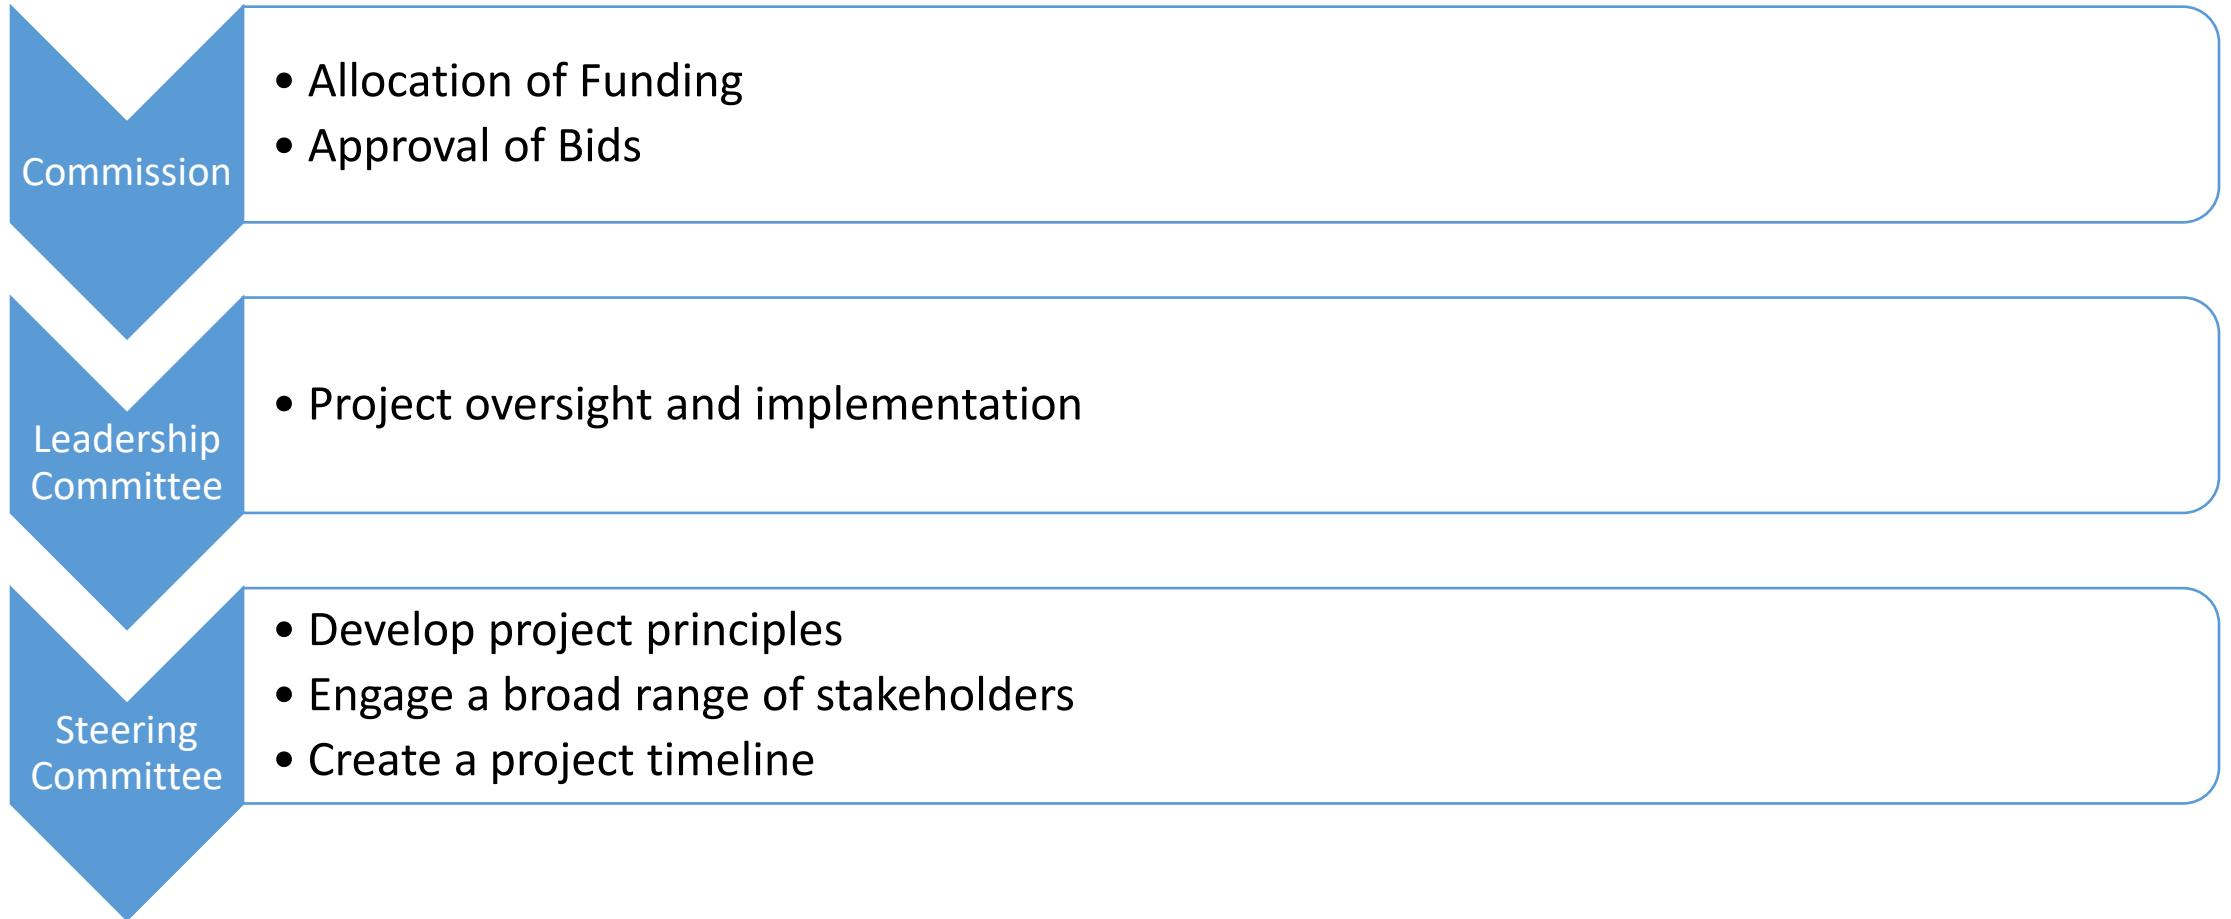 Commission
• Allocation of Funding
• Approval of Bids
Leadership
Committee
• Project oversight and implementation
Steering
Committee
• Develop project principles
• Engage a broad range of stakeholders
• Create a project timeline